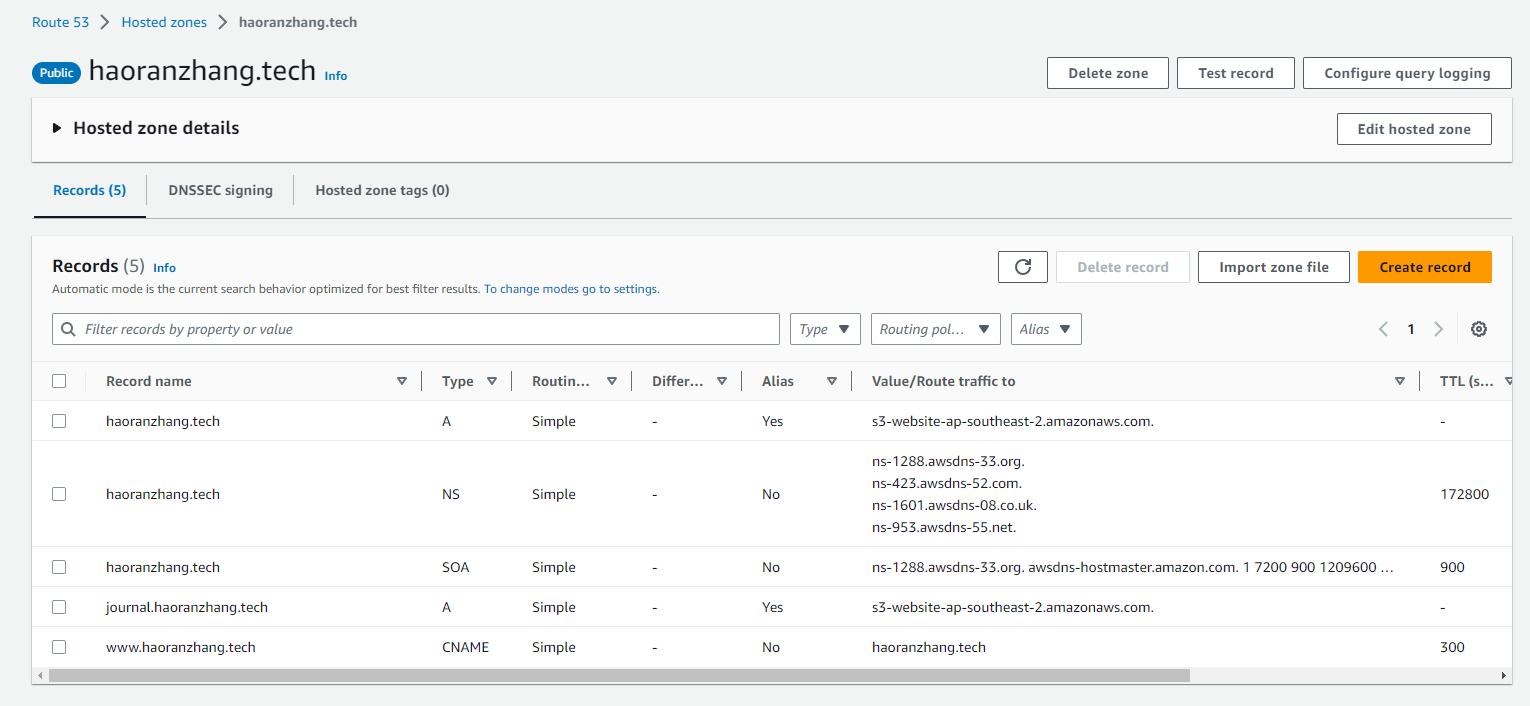 Route 53 > Hosted zones > haoranzhang.tech
Public haoranzhang.tech Info
Delete zone Test record Configure query logging
Hosted zone details
Edit hosted zone
Records (5) DNSSEC signing Hosted zone tags (0)
Records (5) Info
Delete record Import zone file Create record
Automatic mode is the current search behavior optimized for best filter results. To change modes go to settings.
Filter records by property or value Type Routing pol... Alias 1
Record name Type Routin... Differ... Alias Value/Route traffic to TTL (s...
haoranzhang.tech A Simple - Yes s3-website-ap-southeast-2.amazonaws.com. -
ns-1288.awsdns-33.org.
ns-423.awsdns-52.com.
haoranzhang.tech NS Simple - No 172800
ns-1601.awsdns-08.co.uk.
ns-953.awsdns-55.net.
haoranzhang.tech SOA Simple - No ns-1288.awsdns-33.org. awsdns-hostmaster.amazon.com. 1 7200 900 1209600 ... 900
journal.haoranzhang.tech A Simple - Yes s3-website-ap-southeast-2.amazonaws.com. -
www.haoranzhang.tech CNAME Simple - No haoranzhang.tech 300